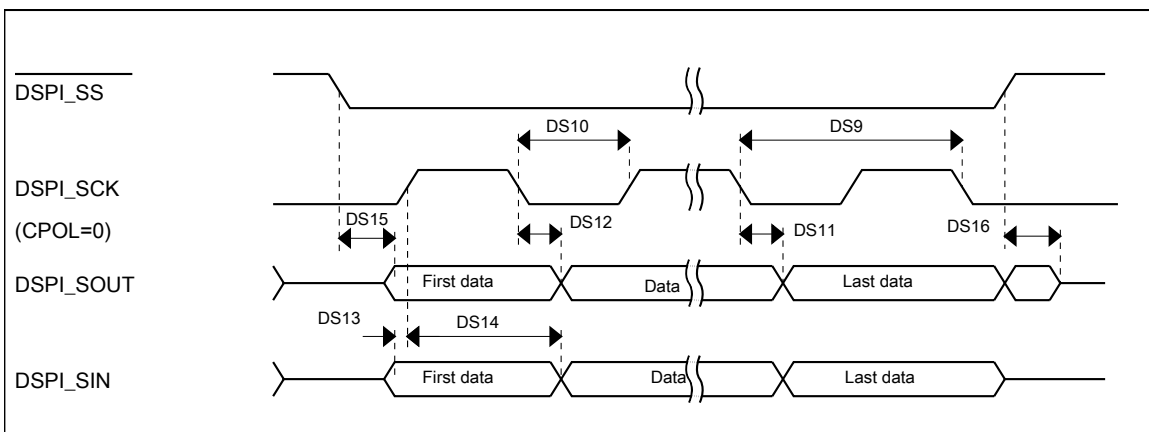 DSPI_SS
DS10
DS9
DSPI_SCK
(CPOL=0)
DS15
DS12
DS11
DS16
DSPI_SOUT
First data
Data
Last data
DS13
DS14
DSPI_SIN
First data
Data
Last data